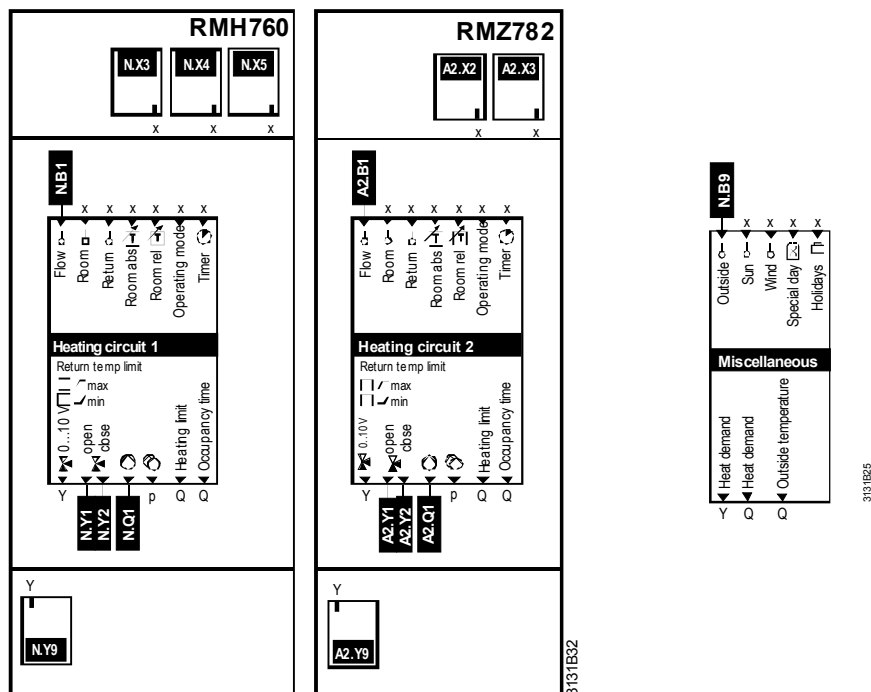 RMH760
N.X3 N.X4 N.X5
x x x
N.B1
x x x x x x
Flow
Room
Return
Room abs
Room rel
Operating mode
Timer
Heating circuit 1
Return temp limit
max
min
0...10 V
open
close
Heating limit
Occupancy time
Y p Q Q
N.Y1
N.Y2
N.Q1
Y
N.Y9
RMZ782
A2.X2 A2.X3
x x
A2.B1
x x x x x x
Flow
Room
Return
Room abs
Room rel
Operating mode
Timer
Heating circuit 2
Return temp limit
max
min
0..10 V
open
close
Heating limit
Occupancy time
Y p Q Q
A2.Y1
A2.Y2
A2.Q1
Y
A2.Y9
3131B32
N.B9
x x x x
Outside
Sun
Wind
Special day
Holidays
Miscellaneous
Heat demand
Heat demand
Outside temperature
Y Q Q
3131B25